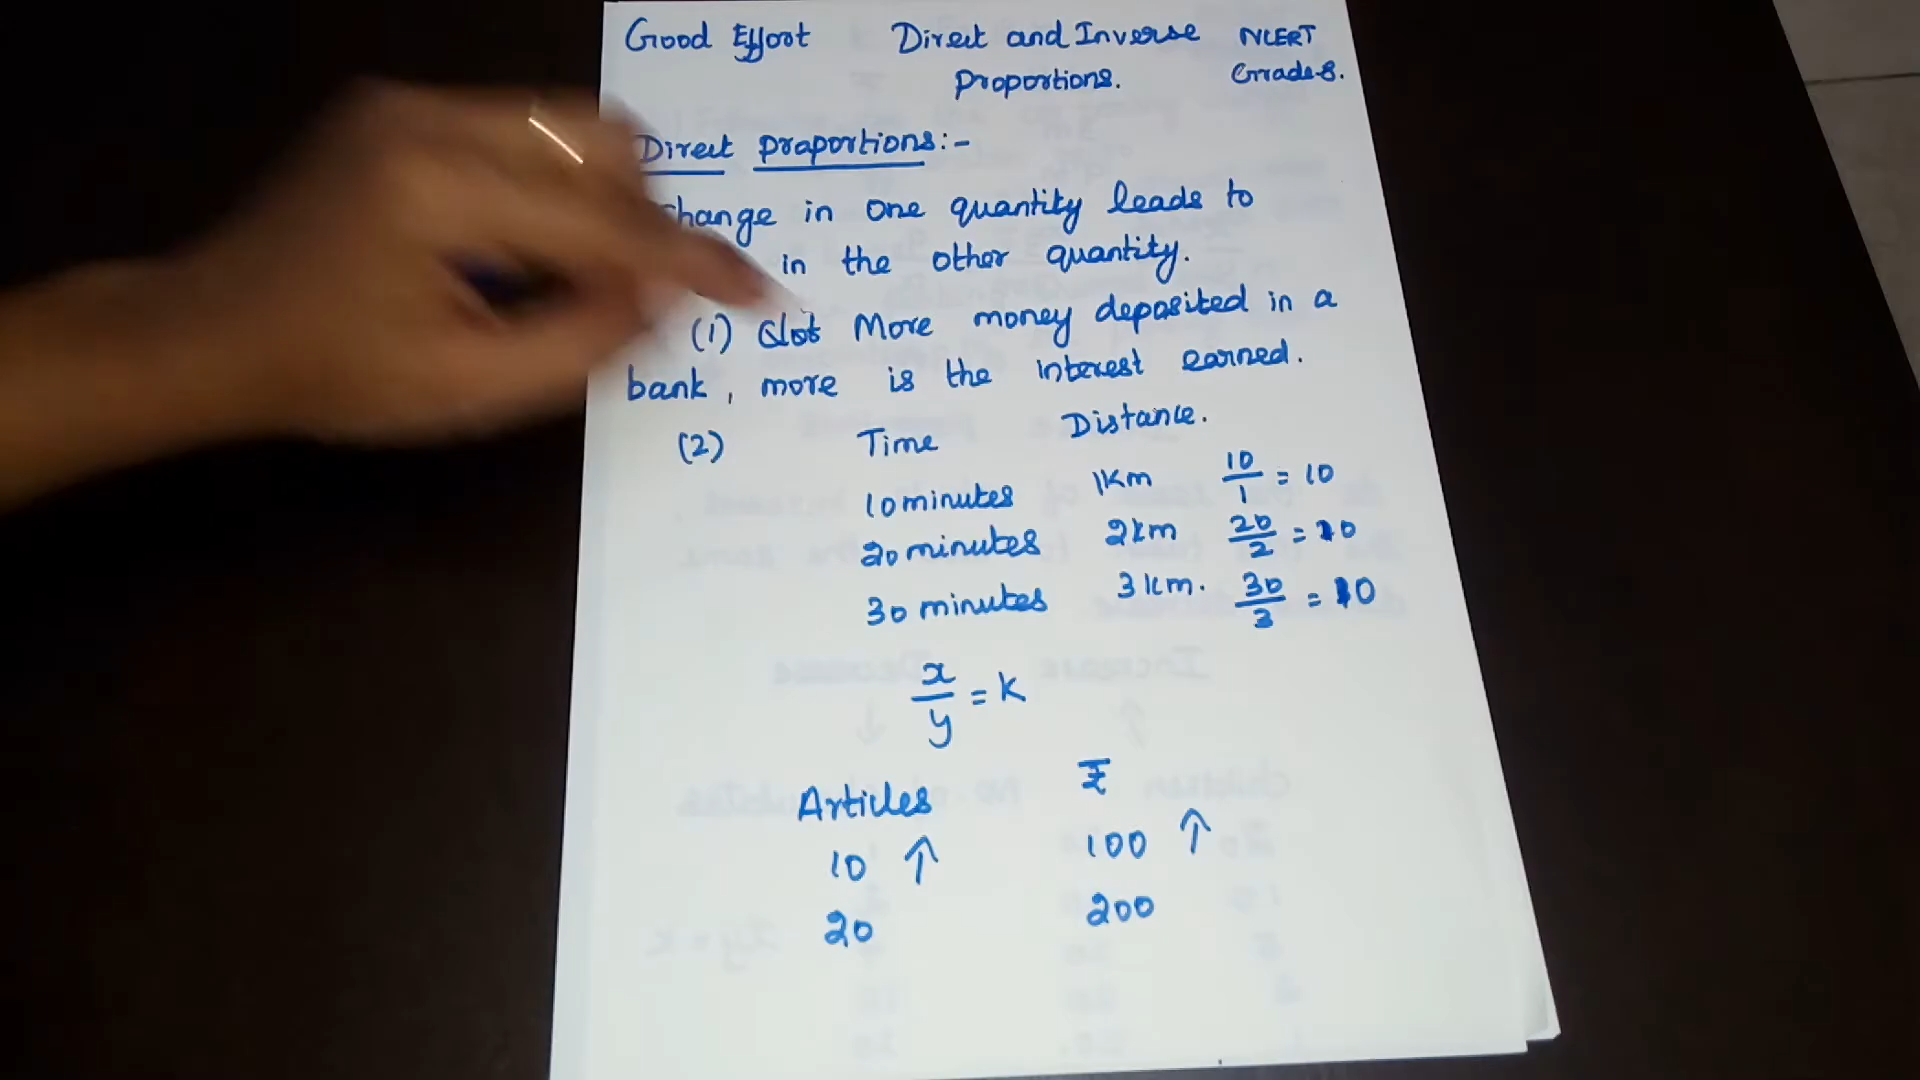 Good Effort Direct and Inverse NCERT
Proportions. Grade-8.
Direct proportions:-
change in one quantity leads to
in the other quantity.
(1) More money deposited in a
bank, more is the interest earned.
(2) Time Distance.
10 minutes 1Km 10/1 = 10
20 minutes 2km 20/2 = 10
30 minutes 3km. 30/3 = 10
x/y = K
Articles ₹
10 ↑ 100 ↑
20 200